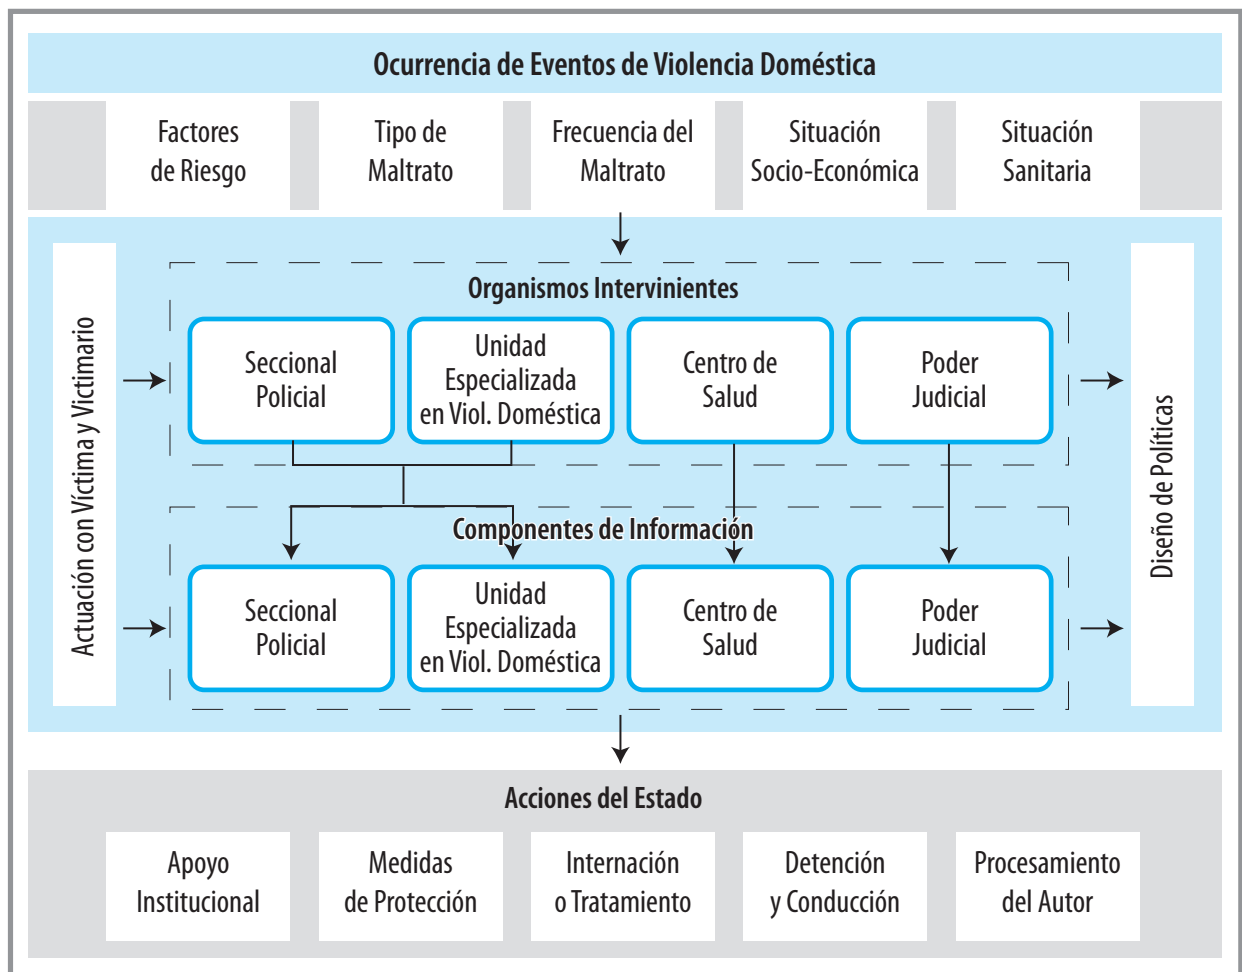 Ocurrencia de Eventos de Violencia Doméstica
Factores
de Riesgo
Tipo de
Maltrato
Frecuencia del
Maltrato
Situación
Socio-Económica
Situación
Sanitaria
Actuación con Víctima y Victimario
Organismos Intervinientes
Seccional
Policial
Unidad
Especializada
en Viol. Doméstica
Centro de
Salud
Poder
Judicial
Componentes de Información
Seccional
Policial
Unidad
Especializada
en Viol. Doméstica
Centro de
Salud
Poder
Judicial
Diseño de Políticas
Acciones del Estado
Apoyo
Institucional
Medidas
de Protección
Internación
o Tratamiento
Detención
y Conducción
Procesamiento
del Autor